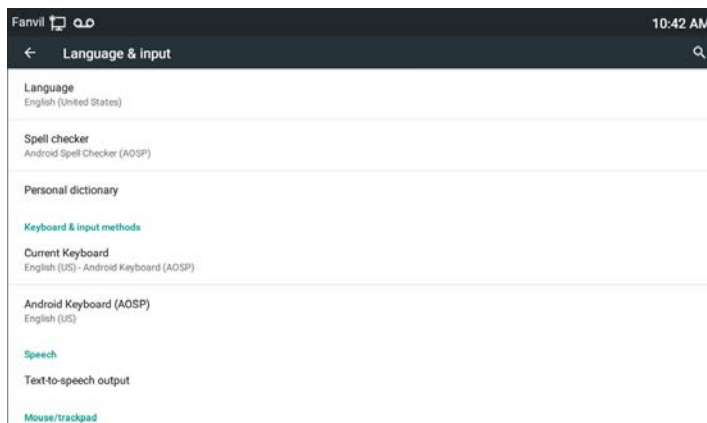 Fanvil
10:42 AM
Language & input
Language
English (United States)
Spell checker
Android Spell Checker (AOSP)
Personal dictionary
Keyboard & input methods
Current Keyboard
English (US) - Android Keyboard (AOSP)
Android Keyboard (AOSP)
English (US)
Speech
Text-to-speech output
Mouse/trackpad